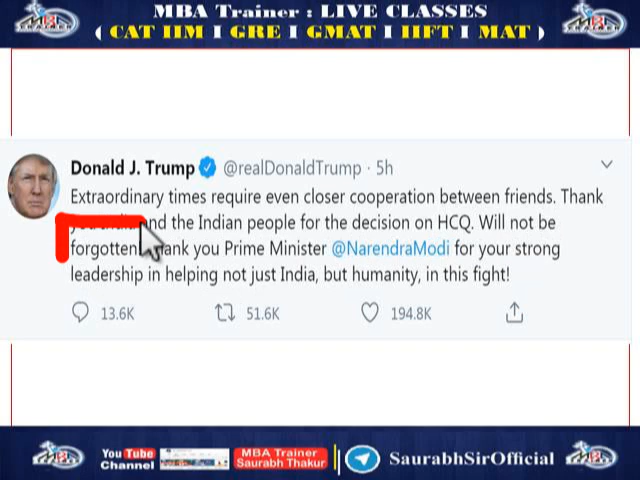 MBA Trainer : LIVE CLASSES
( CAT IIM I GRE I GMAT I IIFT I MAT )
Donald J. Trump @realDonaldTrump · 5h
Extraordinary times require even closer cooperation between friends. Thank
and the Indian people for the decision on HCQ. Will not be
forgotten! Thank you Prime Minister @NarendraModi for your strong
leadership in helping not just India, but humanity, in this fight!
13.6K 51.6K 194.8K
You Tube Channel
MBA Trainer
Saurabh Thakur
SaurabhSirOfficial